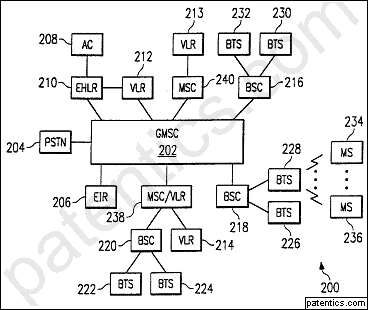 213 232 230
208 AC 212 VLR BTS BTS
210 EHLR VLR MSC 240 BSC 216
GMSC
202
204 PSTN
234
228 MS
BTS
206 EIR MSC/VLR BSC BTS MS
238 218 226 236
220 BSC VLR 214
222 BTS BTS 224
200
patentics.com
patentics.com